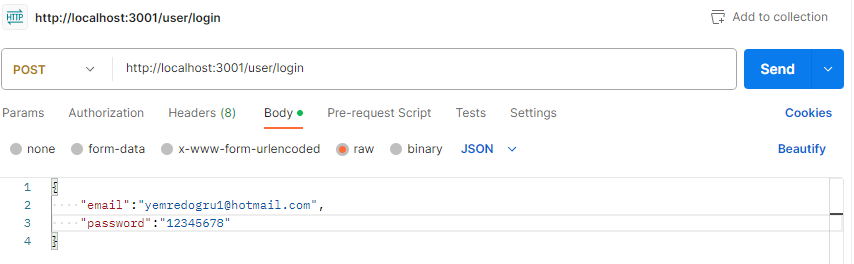 HTTP http://localhost:3001/user/login Add to collection
POST http://localhost:3001/user/login Send
Params Authorization Headers (8) Body Pre-request Script Tests Settings Cookies
none form-data x-www-form-urlencoded raw binary JSON Beautify
1 {
2 "email":"yemredogru1@hotmail.com",
3 "password":"12345678"
4 }